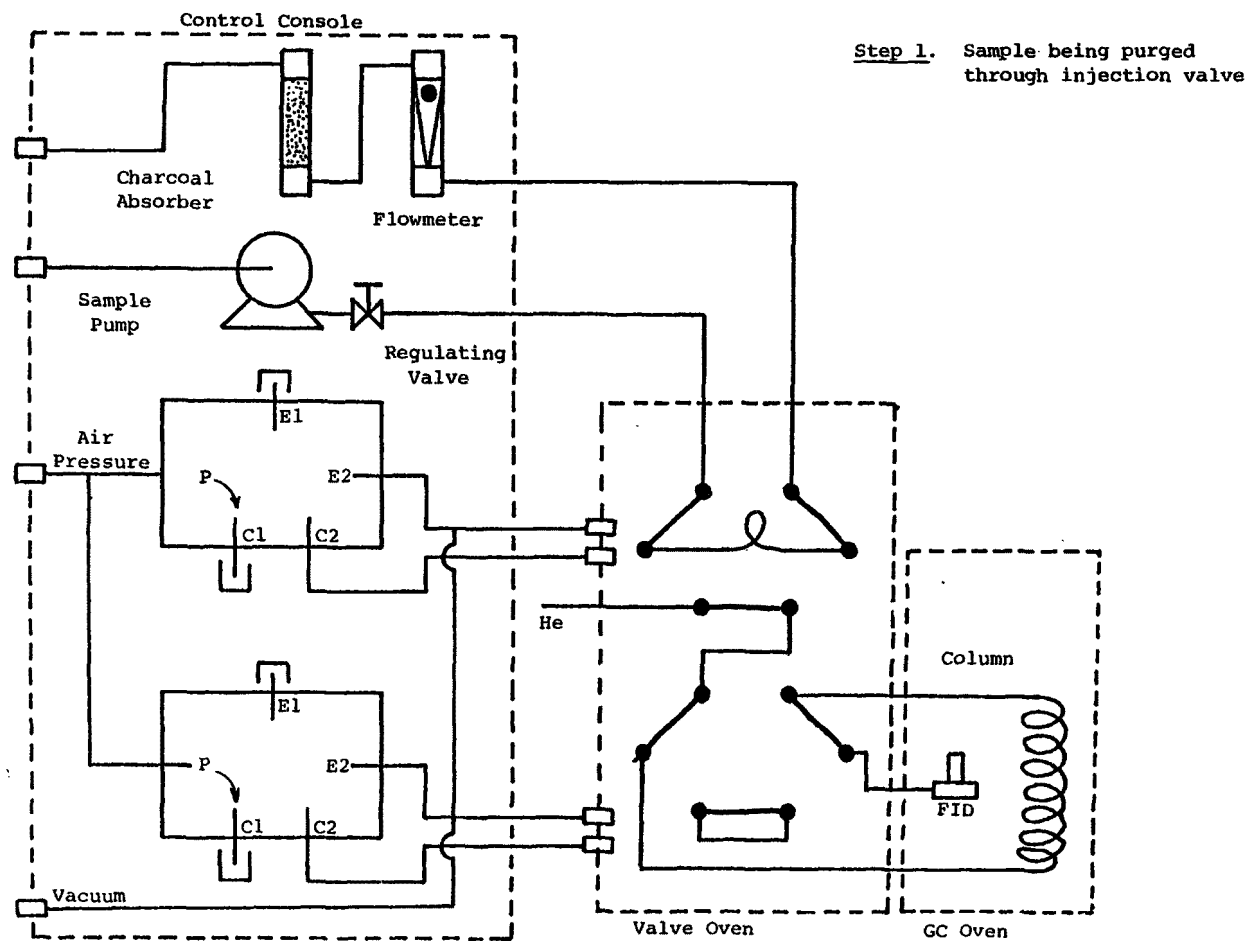 Control Console
Step 1. Sample being purged
through injection valve
Charcoal
Absorber
Flowmeter
Sample
Pump
Regulating
Valve
E1
Air
Pressure
P
E2
C1
C2
He
Column
E1
P
E2
C1
C2
FID
Vacuum
Valve Oven
GC Oven